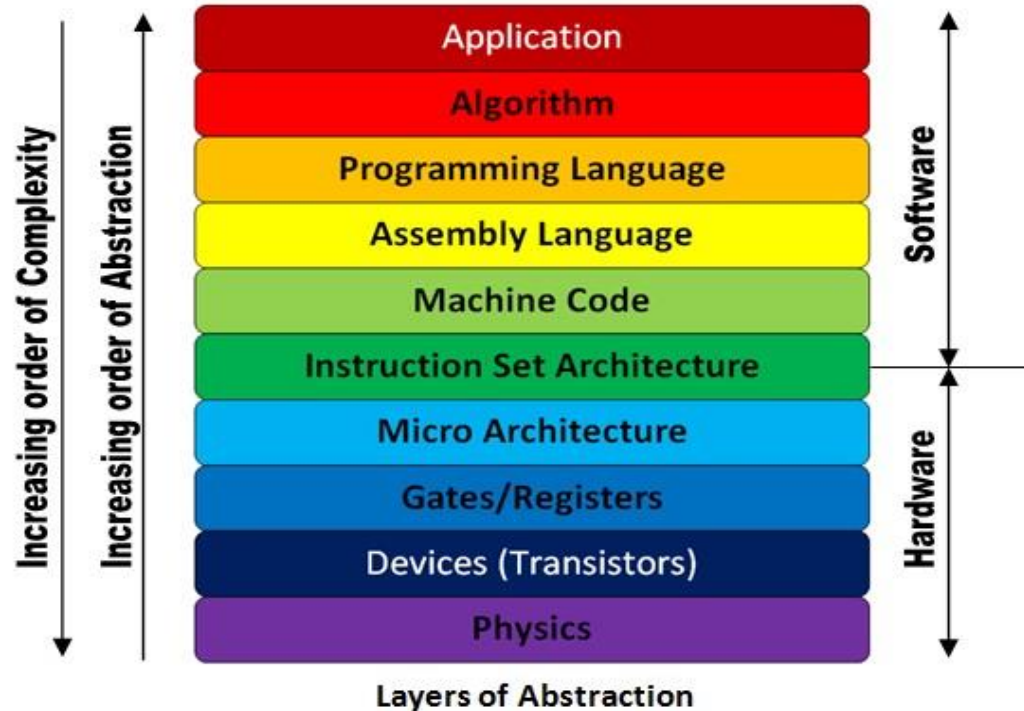 Application
Algorithm
Programming Language
Assembly Language
Machine Code
Instruction Set Architecture
Micro Architecture
Gates/Registers
Devices (Transistors)
Physics
Increasing order of Complexity
Increasing order of Abstraction
Software
Hardware
Layers of Abstraction